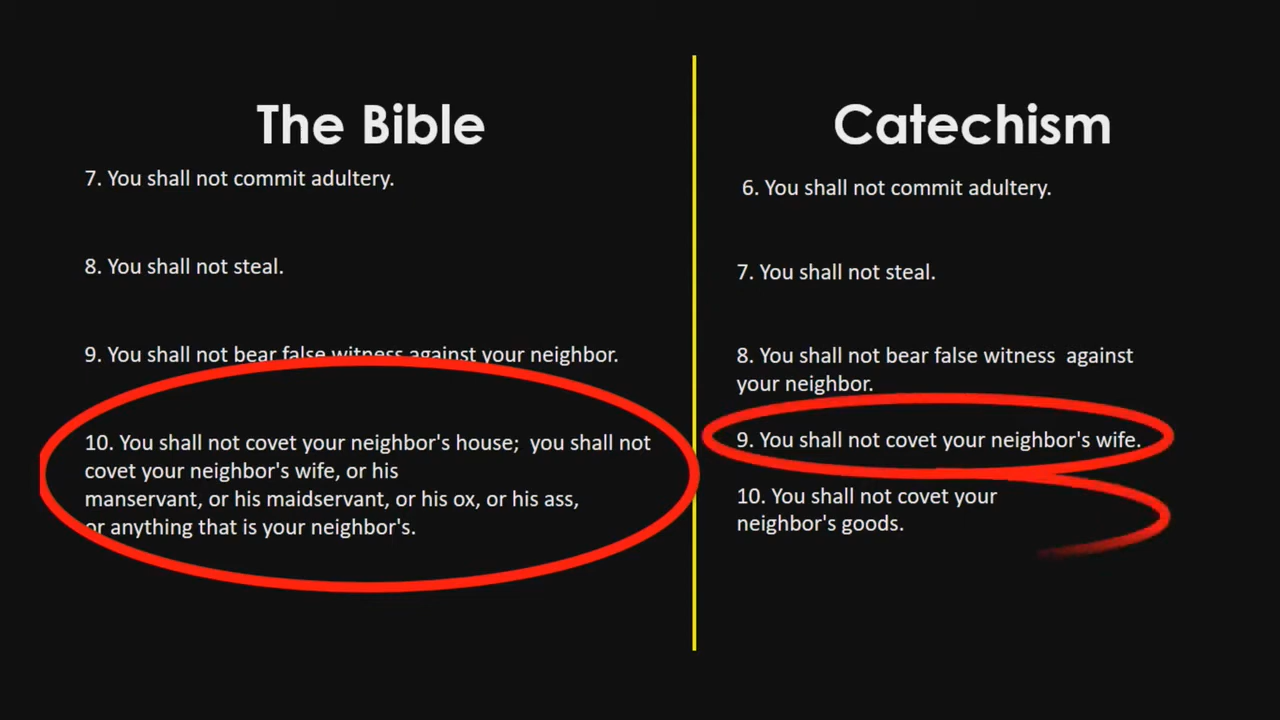 The Bible
7. You shall not commit adultery.
8. You shall not steal.
9. You shall not bear false witness against your neighbor.
10. You shall not covet your neighbor's house;  you shall not
covet your neighbor's wife, or his
manservant, or his maidservant, or his ox, or his ass,
or anything that is your neighbor's.
Catechism
6. You shall not commit adultery.
7. You shall not steal.
8. You shall not bear false witness  against
your neighbor.
9. You shall not covet your neighbor's wife.
10. You shall not covet your
neighbor's goods.